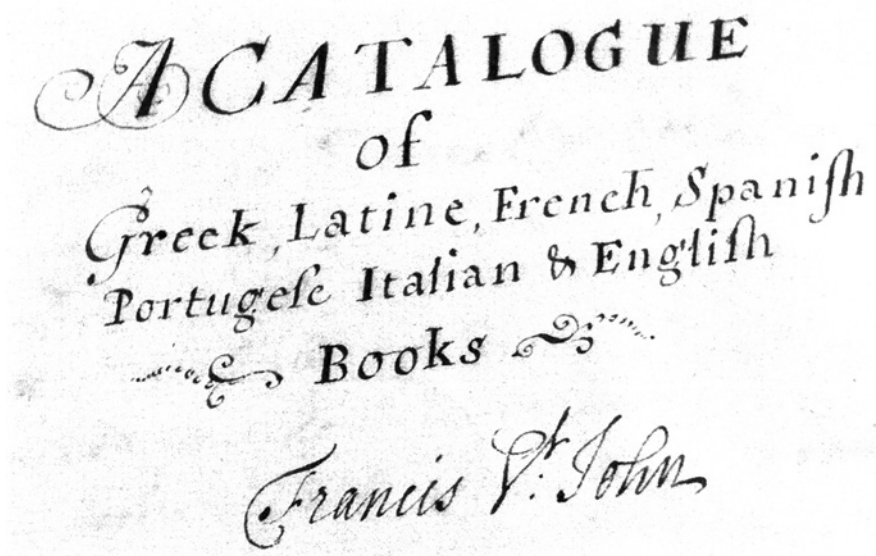 A CATALOGUE
of
Greek, Latine, French, Spaniſh
Portugeſe Italian & Engliſh
Books
Francis St: John